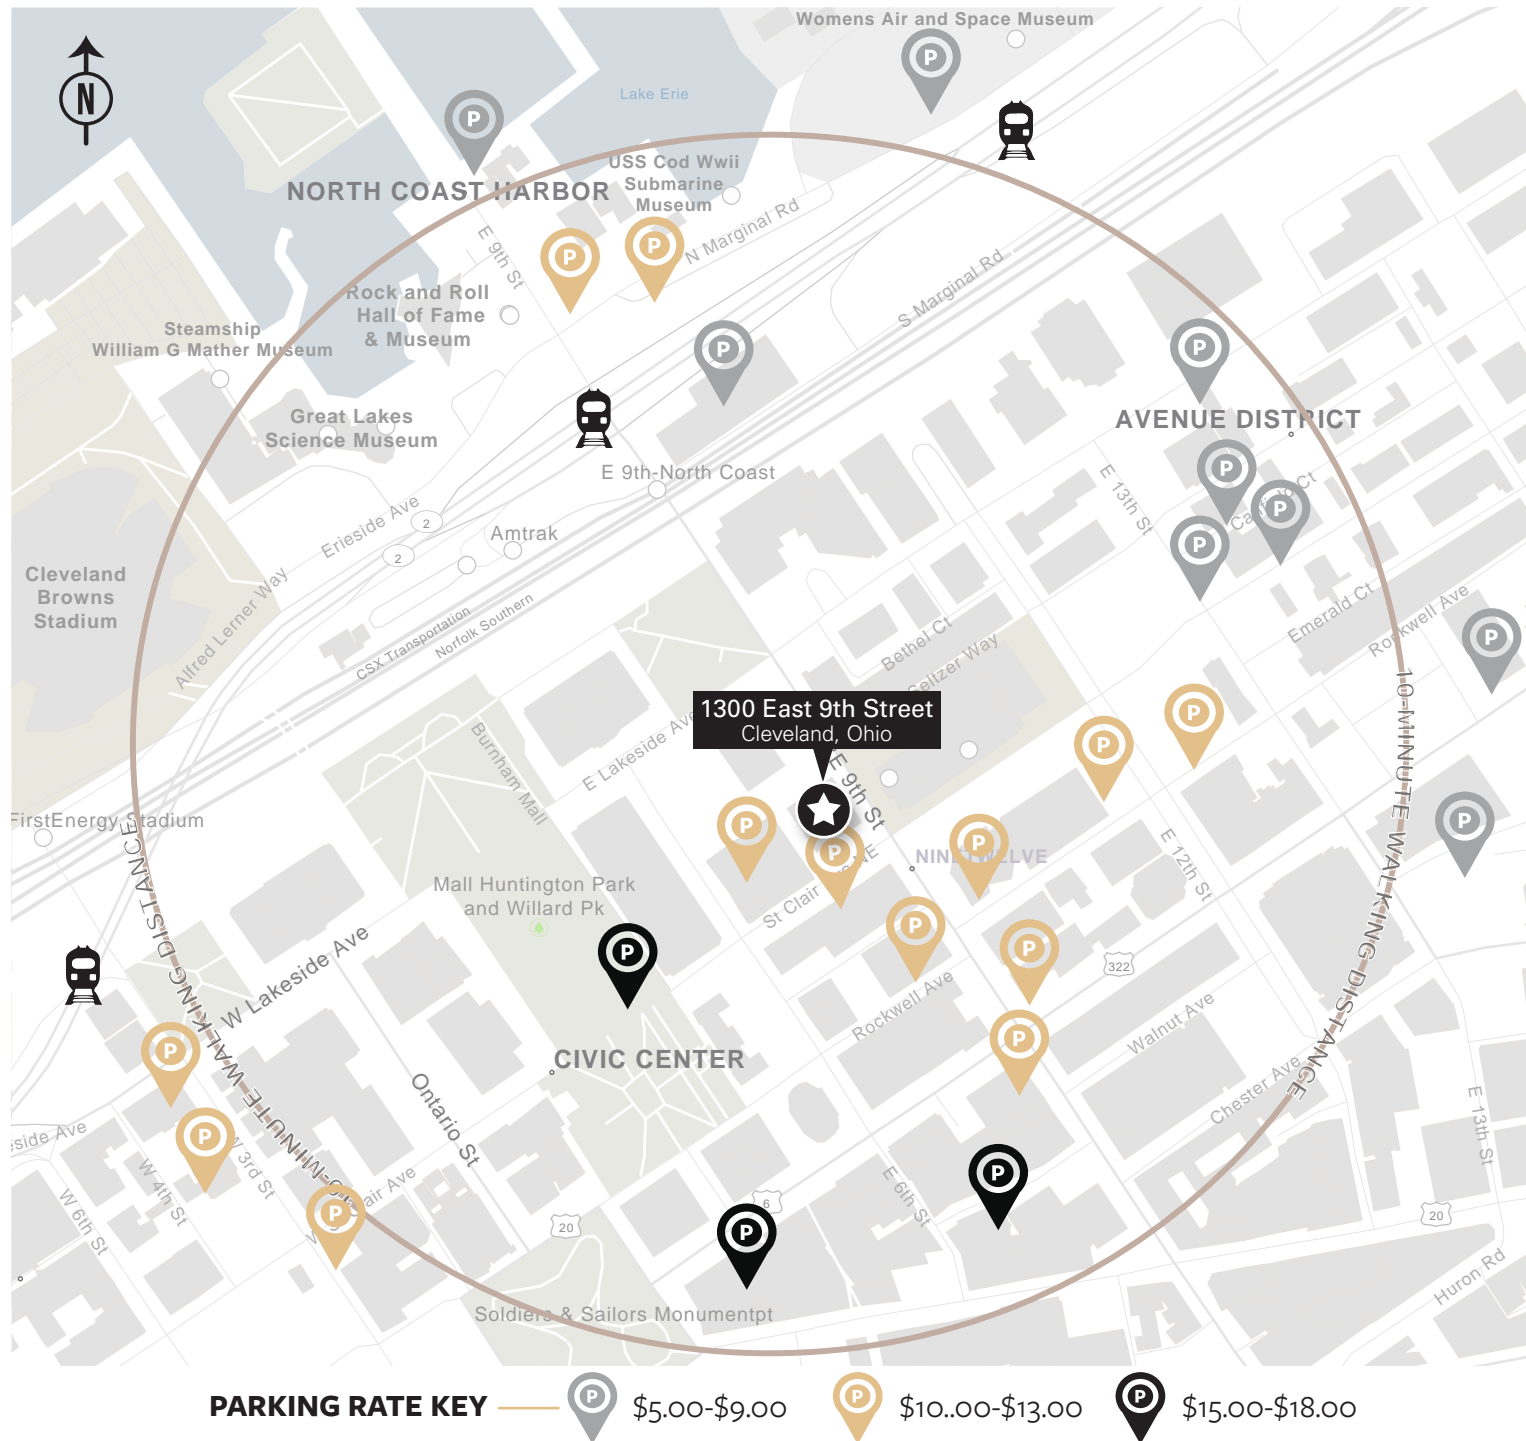 Womens Air and Space Museum
N
P
P
Lake Erie
USS Cod Wwii
Submarine
Museum
NORTH COAST HARBOR
N Marginal Rd
E 9th St
P
P
S Marginal Rd
Rock and Roll
Hall of Fame
& Museum
Steamship
William G Mather Museum
P
P
Great Lakes
Science Museum
AVENUE DISTRICT
E 9th-North Coast
E 13th St
P
P
P
Erieside Ave
2
2
Amtrak
Cleveland
Browns
Stadium
Alfred Lerner Way
CSX Transportation
Norfolk Southern
Emerald Ct
Rockwell Ave
P
Bethel Ct
Seltzer Way
1300 East 9th Street
Cleveland, Ohio
10-MINUTE WALKING DISTANCE
Burnham Mall
E Lakeside Ave
E 9th St
P
P
FirstEnergy Stadium
P
P
P
P
NINETWELVE
E 12th St
Mall Huntington Park
and Willard Pk
St Clair
P
P
P
322
10-MINUTE WALKING DISTANCE
W Lakeside Ave
Rockwell Ave
Walnut Ave
P
P
CIVIC CENTER
Ontario St
Chester Ave
E 13th St
eside Ave
P
W 3rd St
W 4th St
W 6th St
P
P
E 6th St
6
P
20
20
Huron Rd
Soldiers & Sailors Monumentpt
PARKING RATE KEY
P
$5.00-$9.00
P
$10..00-$13.00
P
$15.00-$18.00